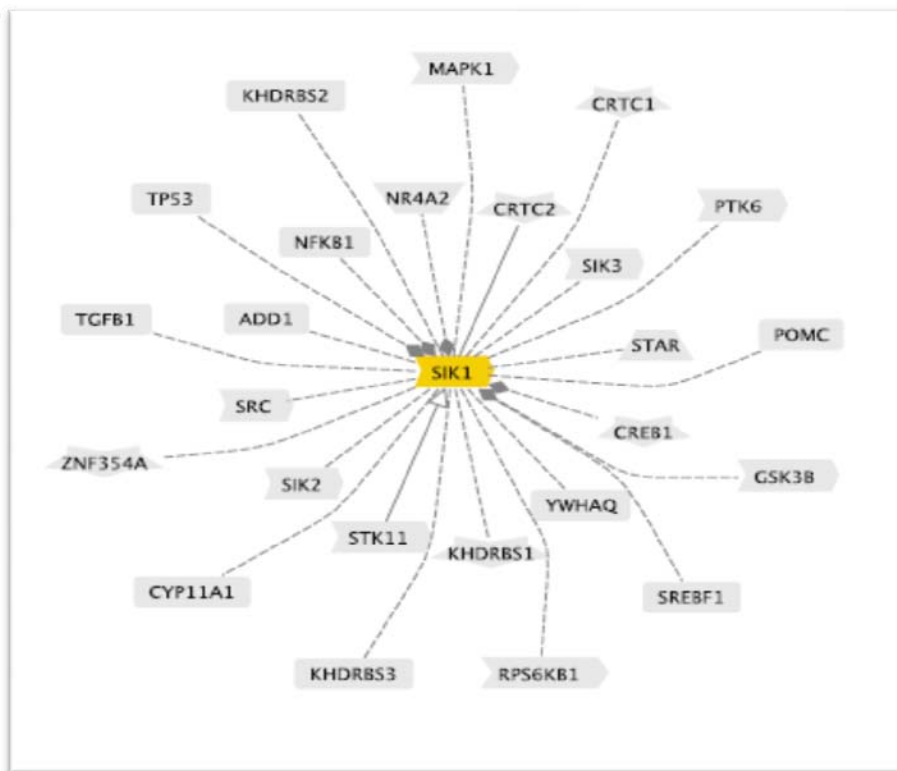 MAPK1
KHDRBS2
CRTC1
TP53
NR4A2
CRTC2
PTK6
NFKB1
SIK3
TGFB1
ADD1
STAR
POMC
SIK1
SRC
CREB1
ZNF354A
SIK2
GSK3B
YWHAQ
STK11
KHDRBS1
CYP11A1
SREBF1
KHDRBS3
RPS6KB1